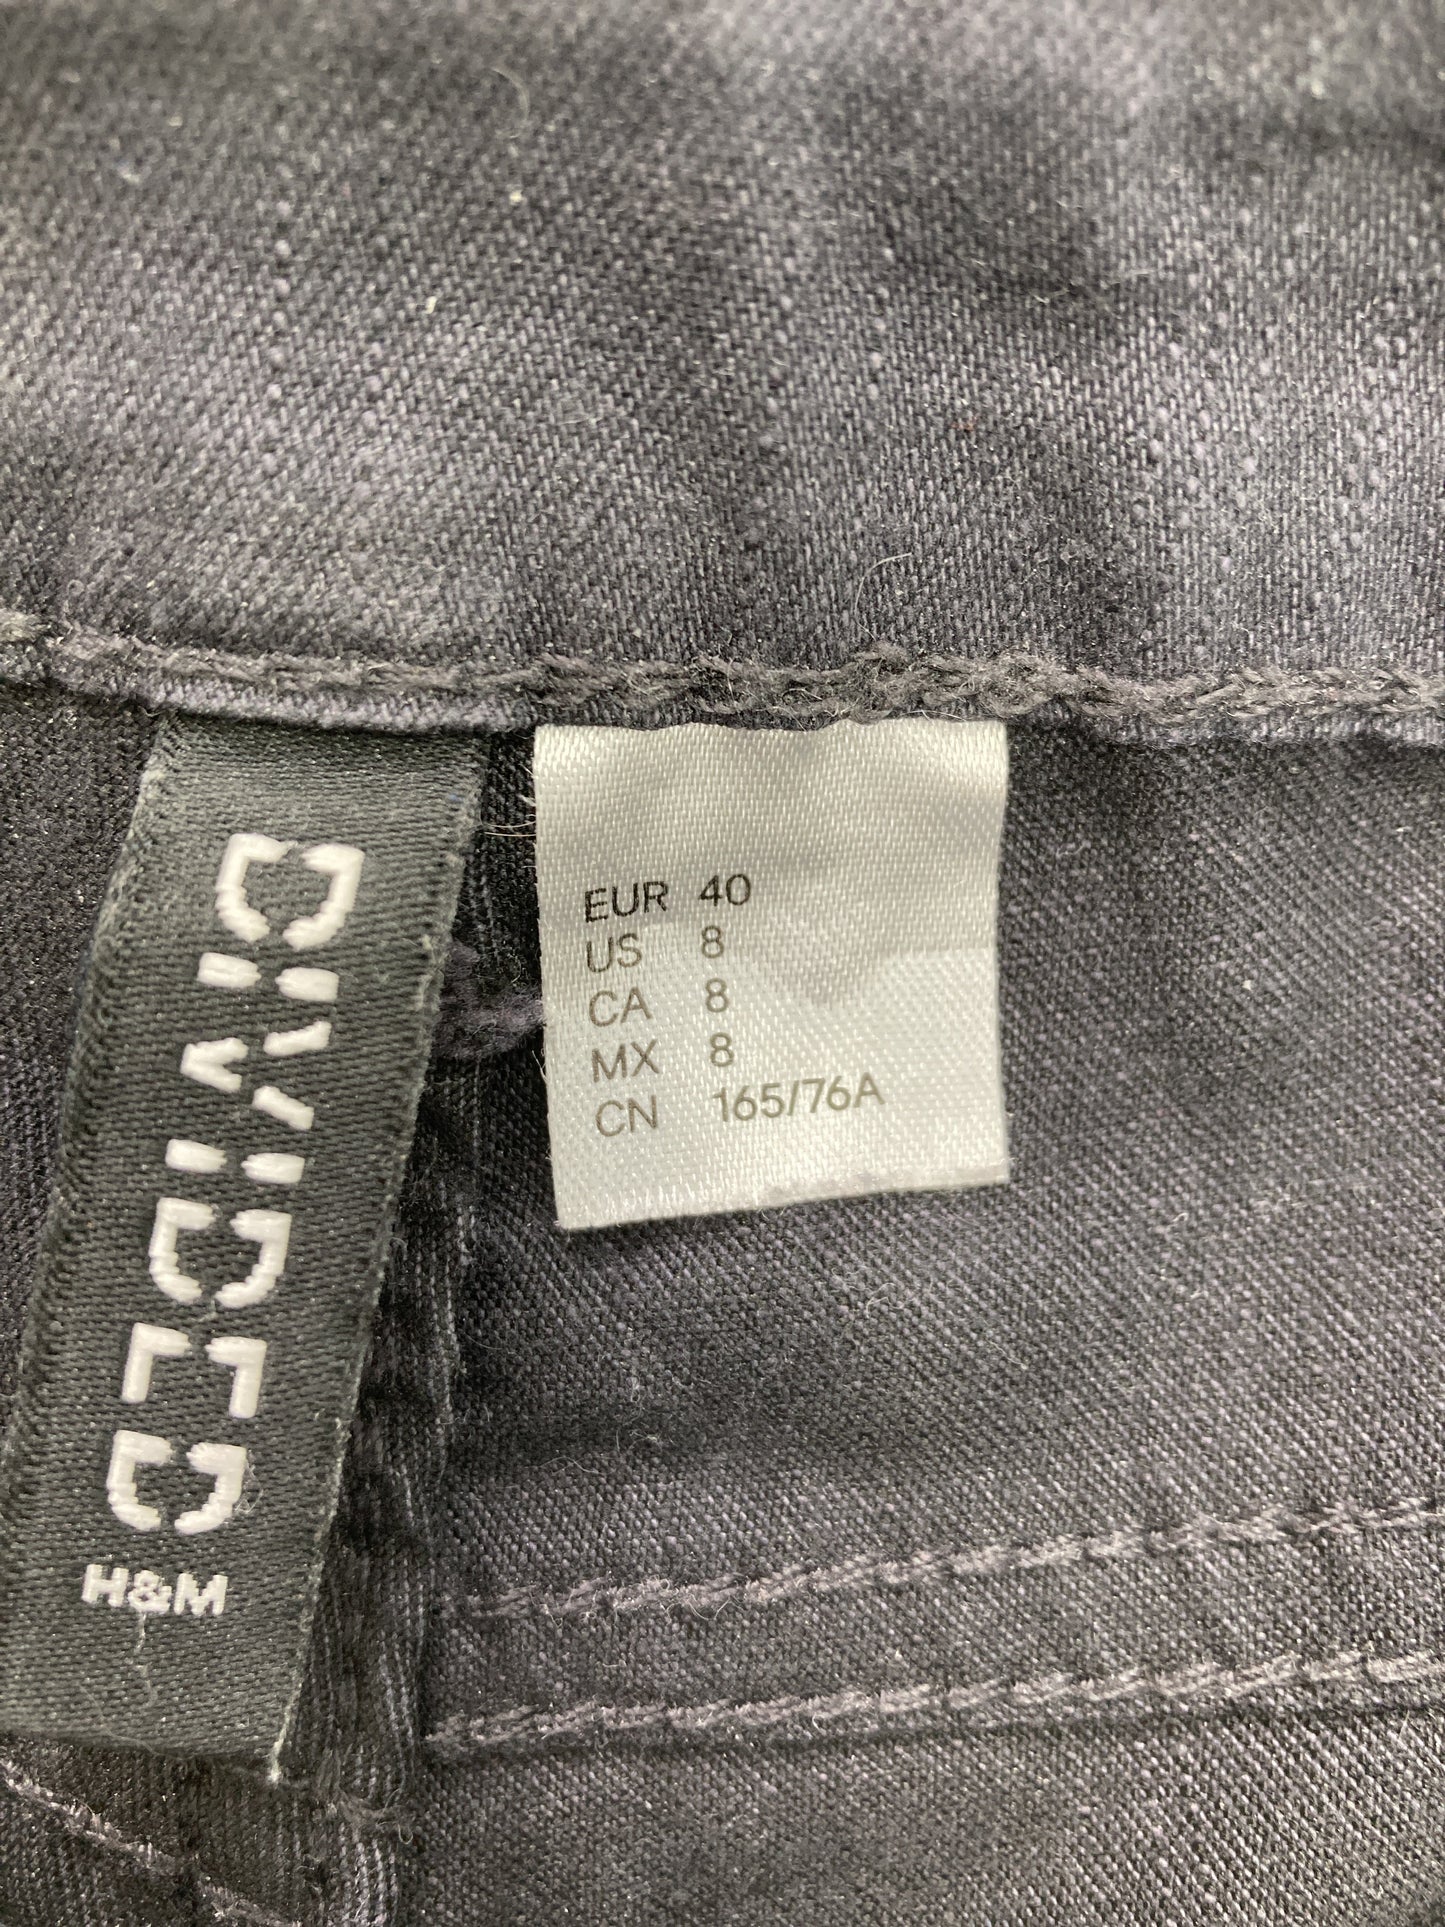 DIVIDED
H&M
EUR 40
US 8
CA 8
MX 8
CN 165/76A